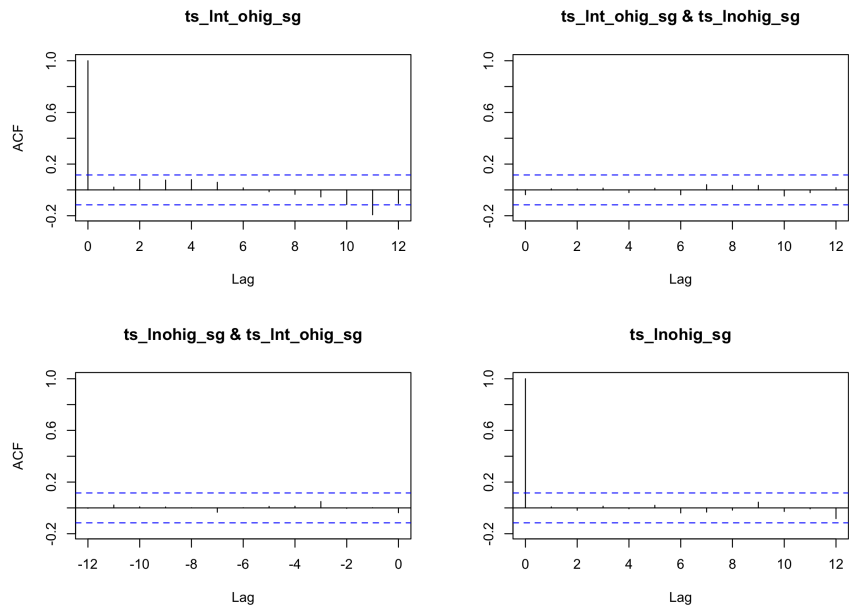 ts_lnt_ohig_sg
ts_lnt_ohig_sg & ts_lnohig_sg
ACF
1.0
0.6
0.2
-0.2
0 2 4 6 8 10 12
Lag
1.0
0.6
0.2
-0.2
0 2 4 6 8 10 12
Lag
ts_lnohig_sg & ts_lnt_ohig_sg
ts_lnohig_sg
ACF
1.0
0.6
0.2
-0.2
-12 -10 -8 -6 -4 -2 0
Lag
1.0
0.6
0.2
-0.2
0 2 4 6 8 10 12
Lag